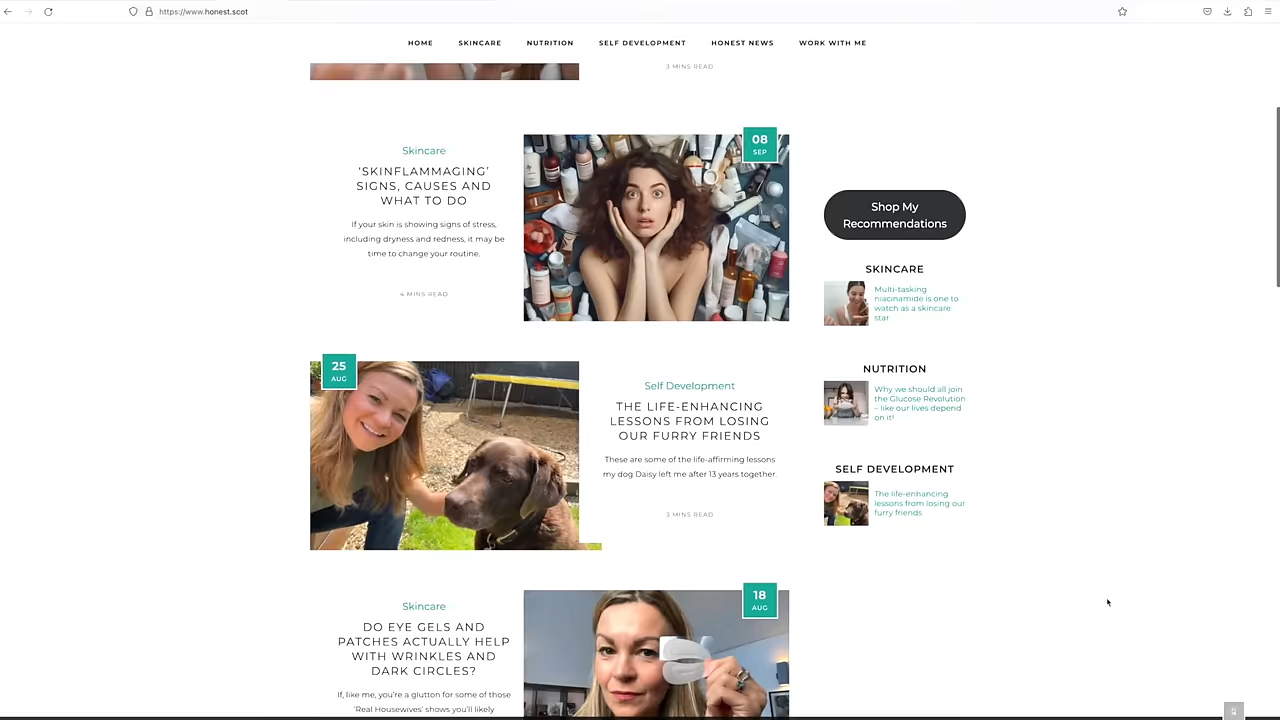 https://www.honest.scot
HOME SKINCARE NUTRITION SELF DEVELOPMENT HONEST NEWS WORK WITH ME
3 MINS READ
Skincare
'SKINFLAMMAGING'
SIGNS, CAUSES AND
WHAT TO DO
If your skin is showing signs of stress,
including dryness and redness, it may be
time to change your routine.
4 MINS READ
08
SEP
25
AUG
Self Development
THE LIFE-ENHANCING
LESSONS FROM LOSING
OUR FURRY FRIENDS
These are some of the life-affirming lessons
my dog Daisy left me after 13 years together.
3 MINS READ
Skincare
DO EYE GELS AND
PATCHES ACTUALLY HELP
WITH WRINKLES AND
DARK CIRCLES?
If, like me, you're a glutton for some of those
'Real Housewives' shows you'll likely
18
AUG
Shop My
Recommendations
SKINCARE
Multi-tasking
niacinamide is one to
watch as a skincare
star
NUTRITION
Why we should all join
the Glucose Revolution
– like our lives depend
on it!
SELF DEVELOPMENT
The life-enhancing
lessons from losing our
furry friends